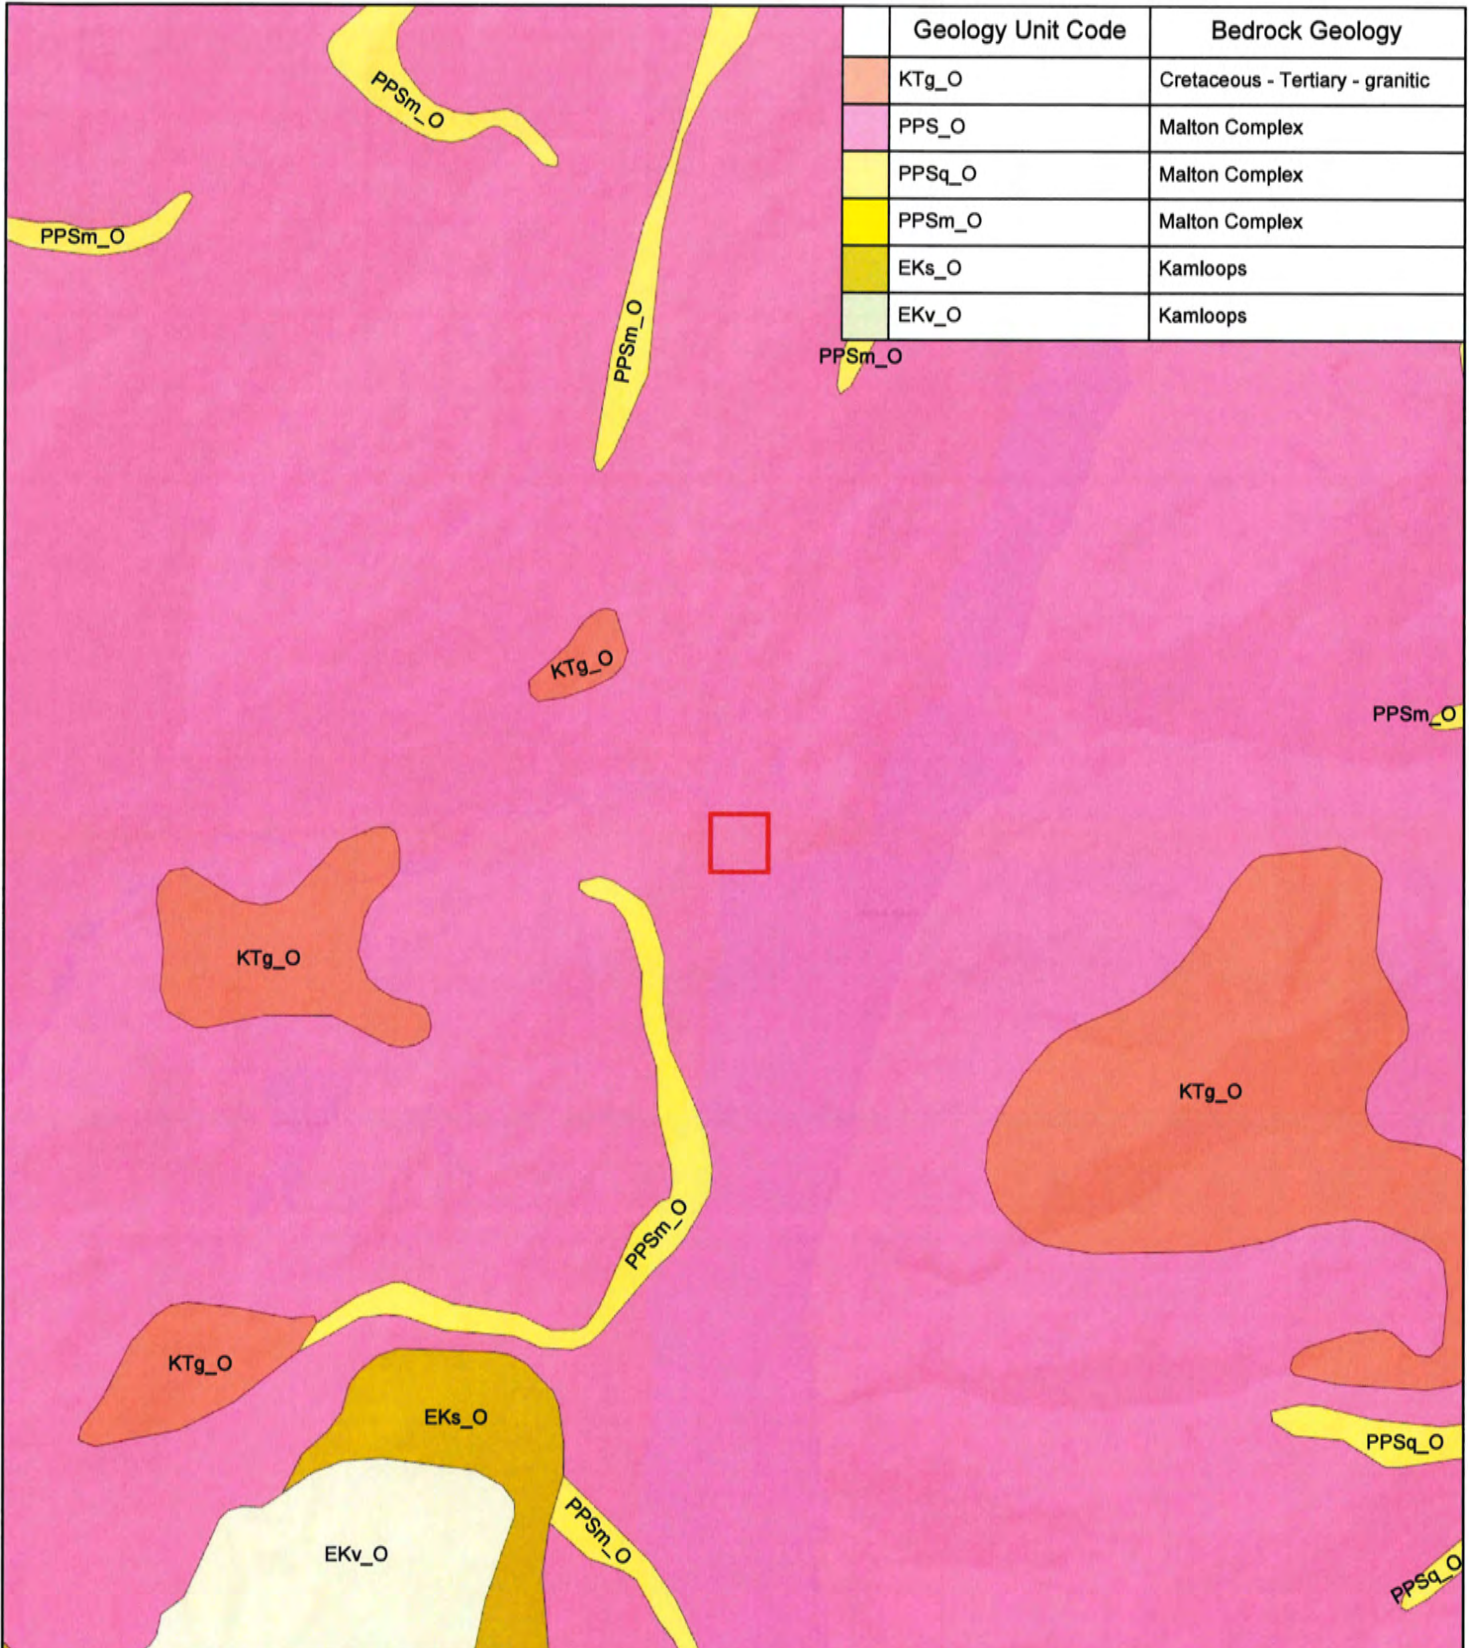 Geology Unit Code Bedrock Geology
KTg_O Cretaceous - Tertiary - granitic
PPS_O Malton Complex
PPSq_O Malton Complex
PPSm_O Malton Complex
EKs_O Kamloops
EKv_O Kamloops
PPSm_O
PPSm_O
PPSm_O
PPSm_O
KTg_O
PPSm_O
KTg_O
KTg_O
PPSm_O
KTg_O
EKs_O
PPSq_O
PPSm_O
EKv_O
PPSq_O